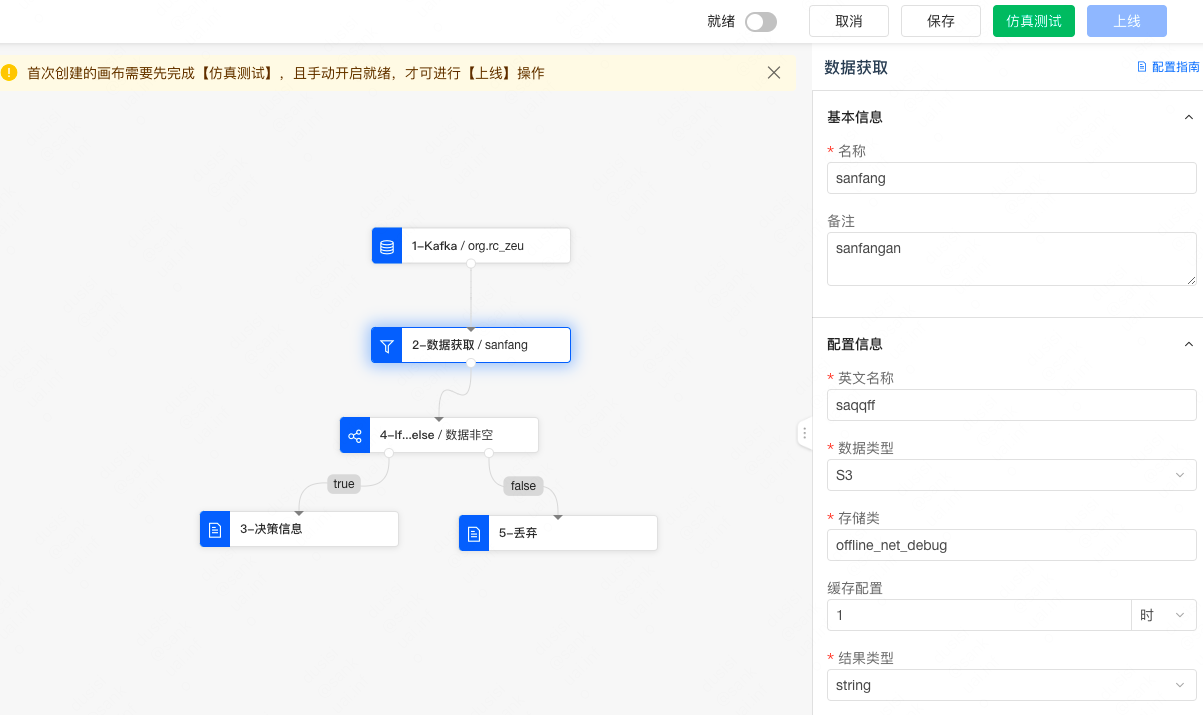 就绪
取消
保存
仿真测试
上线
首次创建的画布需要先完成【仿真测试】，且手动开启就绪，才可进行【上线】操作
1-Kafka / org.rc_zeu
2-数据获取 / sanfang
4-If...else / 数据非空
true
false
3-决策信息
5-丢弃
数据获取
配置指南
基本信息
* 名称
sanfang
备注
sanfangan
配置信息
* 英文名称
saqqff
* 数据类型
S3
* 存储类
offline_net_debug
缓存配置
1
时
* 结果类型
string